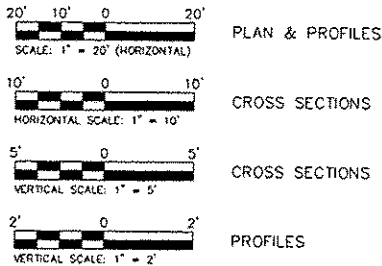 20' 10' 0 20'
SCALE: 1" = 20' (HORIZONTAL)
PLAN & PROFILES
10' 0 10'
HORIZONTAL SCALE: 1" = 10'
CROSS SECTIONS
5' 0 5'
VERTICAL SCALE: 1" = 5'
CROSS SECTIONS
2' 0 2'
VERTICAL SCALE: 1" = 2'
PROFILES